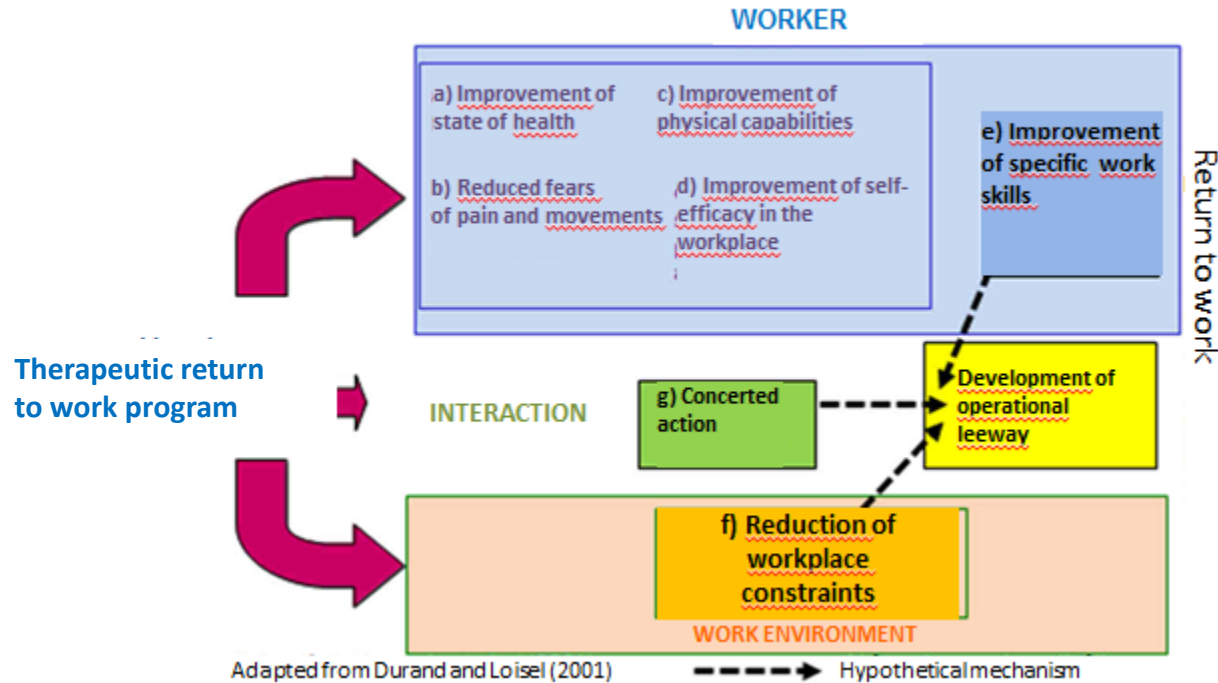 WORKER
a) Improvement of
state of health
c) Improvement of
physical capabilities
b) Reduced fears
of pain and movements
d) Improvement of self-
efficacy in the
workplace
e) Improvement
of specific work
skills
Return to work
Therapeutic return
to work program
INTERACTION
g) Concerted
action
Development of
operational
leeway
f) Reduction of
workplace
constraints
WORK ENVIRONMENT
Adapted from Durand and Loisel (2001)
Hypothetical mechanism